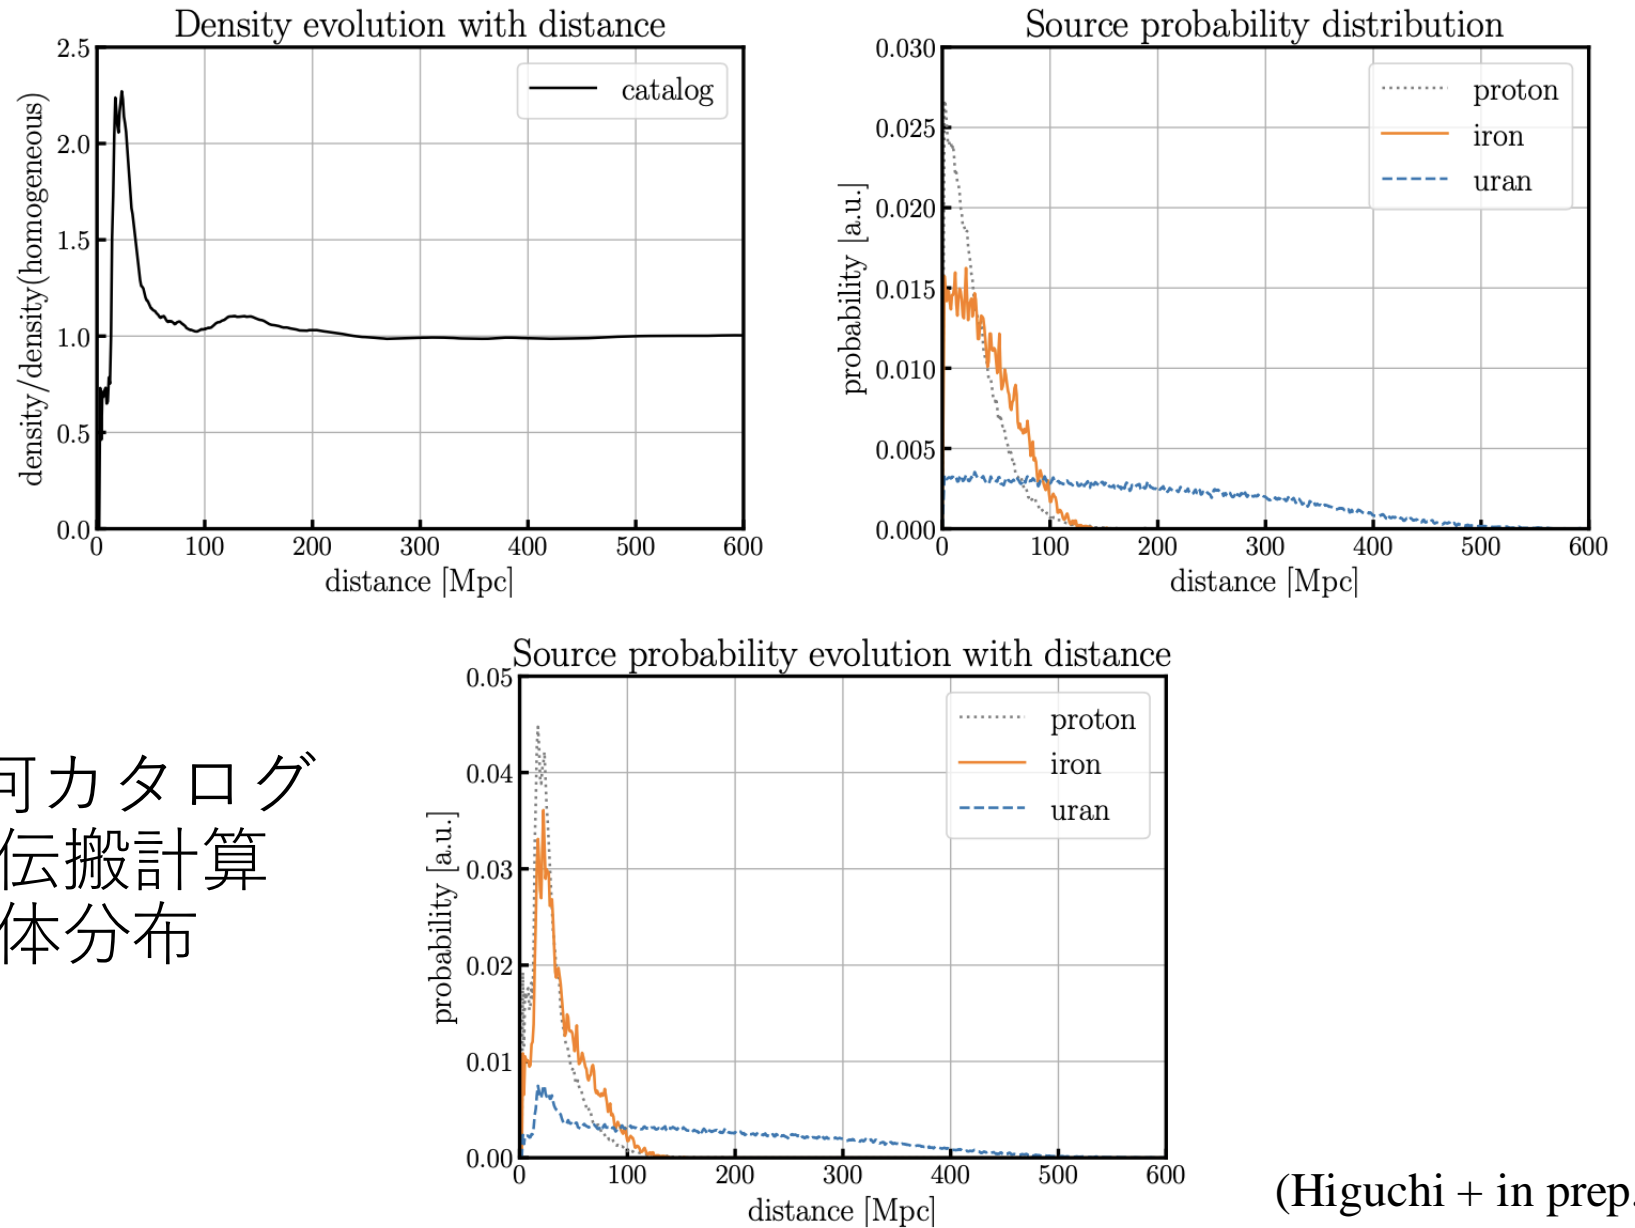 Density evolution with distance
2.5
2.0
1.5
1.0
0.5
0.0
density/density(homogeneous)
catalog
0 100 200 300 400 500 600
distance [Mpc]
Source probability distribution
0.030
0.025
0.020
0.015
0.010
0.005
0.000
probability [a.u.]
proton
iron
uran
0 100 200 300 400 500 600
distance [Mpc]
カタログ
伝搬計算
体分布
Source probability evolution with distance
0.05
0.04
0.03
0.02
0.01
0.00
probability [a.u.]
proton
iron
uran
0 100 200 300 400 500 600
distance [Mpc]
(Higuchi + in prep.